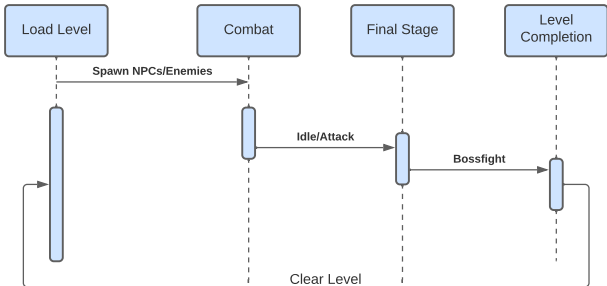 Load Level
Combat
Final Stage
Level
Completion
Spawn NPCs/Enemies
Idle/Attack
Bossfight
Clear Level